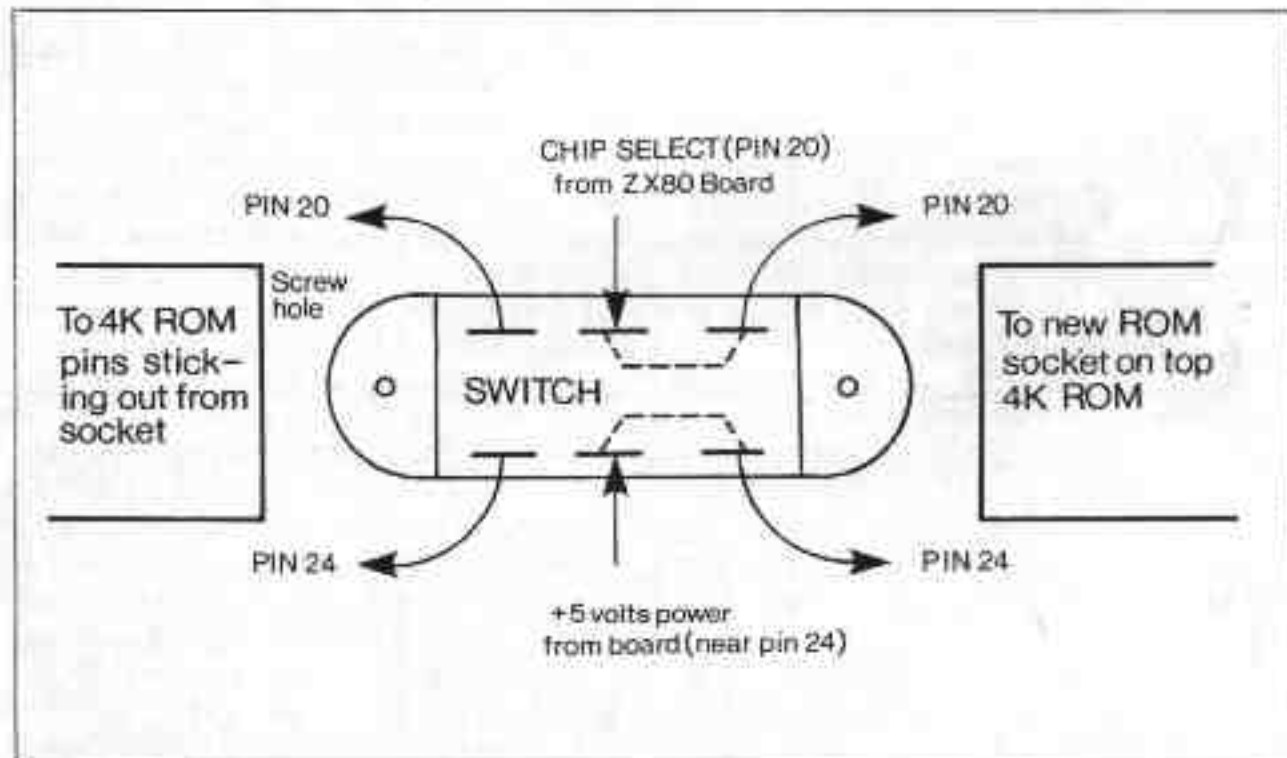 CHIP SELECT(PIN 20)
from ZX80 Board
PIN 20
PIN 20
Screw
hole
To 4K ROM
pins stick-
ing out from
socket
SWITCH
To new ROM
socket on top
4K ROM
PIN 24
PIN 24
+5 volts power
from board(near pin 24)